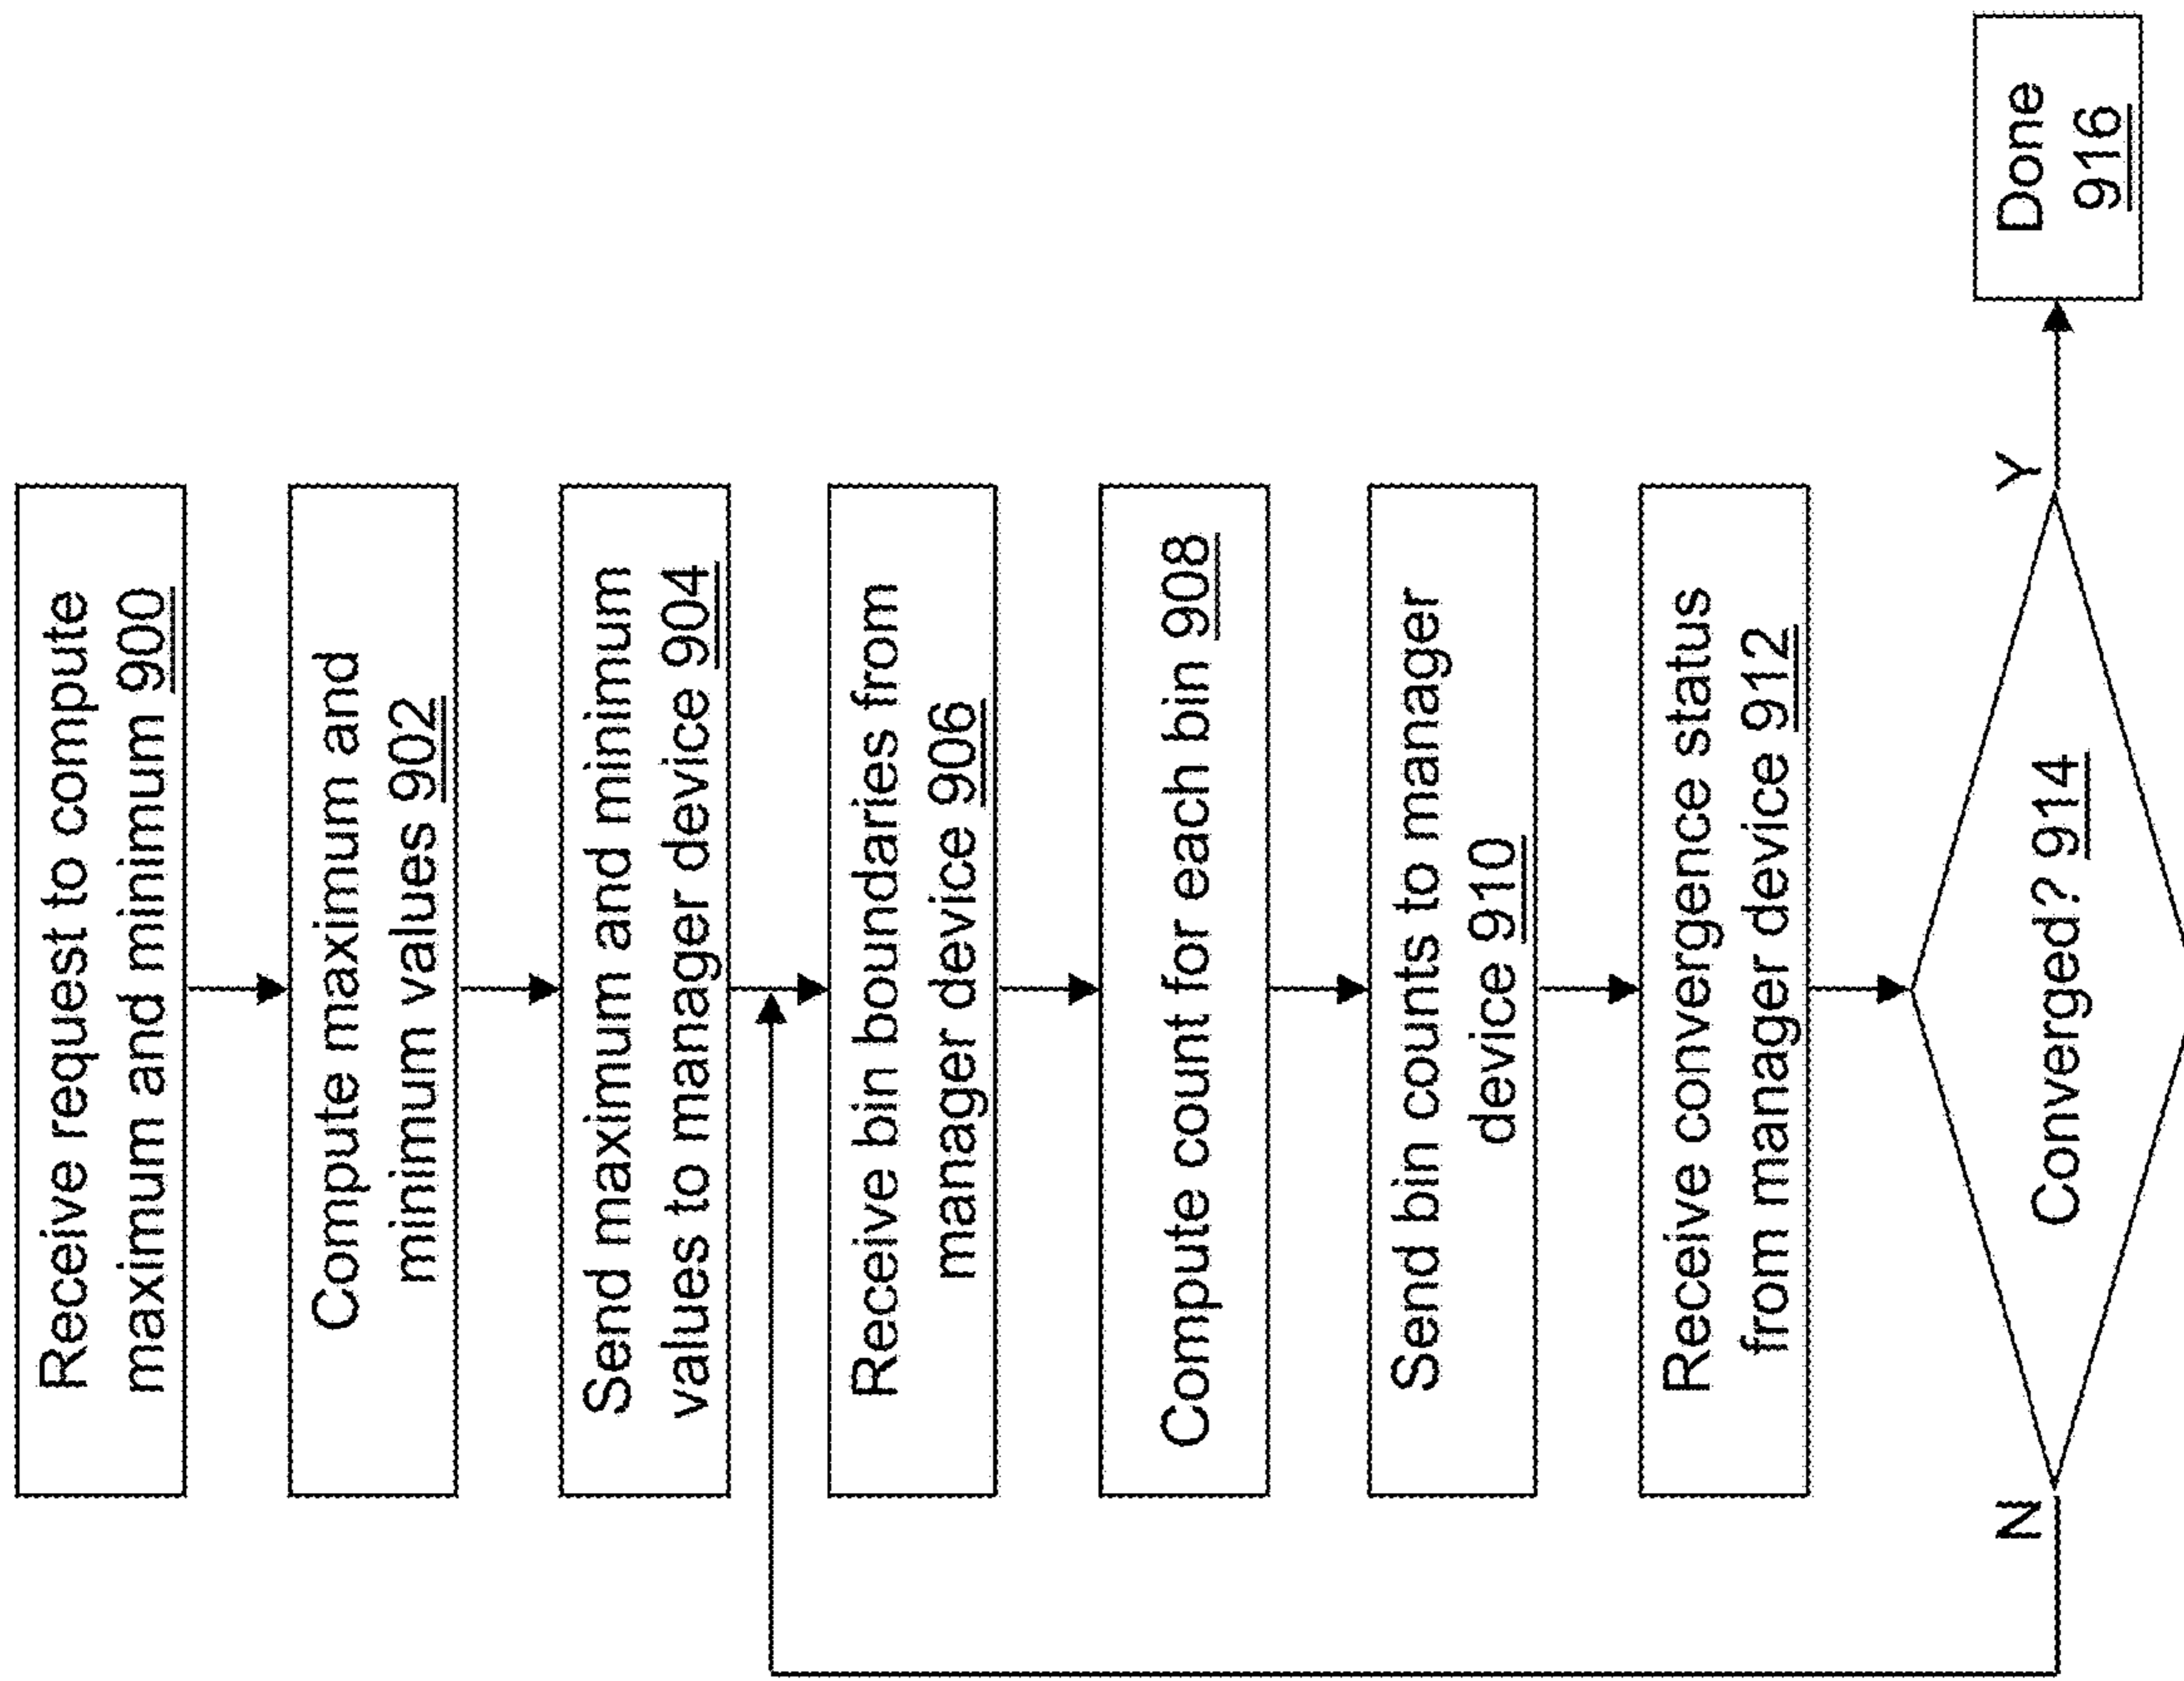 Receive request to compute
maximum and minimum 900
Compute maximum and
minimum values 902
Send maximum and minimum
values to manager device 904
Receive bin boundaries from
manager device 906
Compute count for each bin 908
Send bin counts to manager
device 910
Receive convergence status
from manager device 912
Converged? 914
N
Y
Done
916